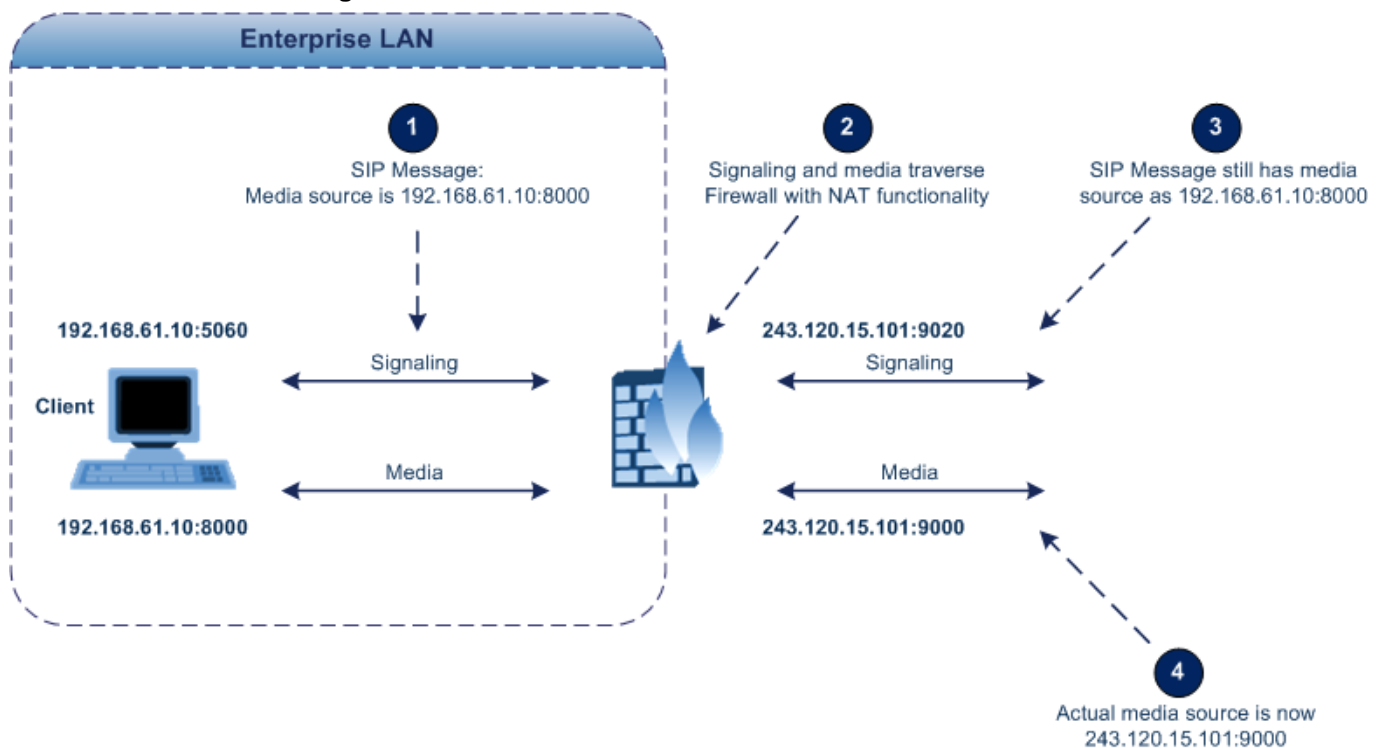 Enterprise LAN
1
SIP Message:
Media source is 192.168.61.10:8000
2
Signaling and media traverse
Firewall with NAT functionality
3
SIP Message still has media
source as 192.168.61.10:8000
192.168.61.10:5060
Signaling
243.120.15.101:9020
Signaling
Client
Media
Media
192.168.61.10:8000
243.120.15.101:9000
4
Actual media source is now
243.120.15.101:9000